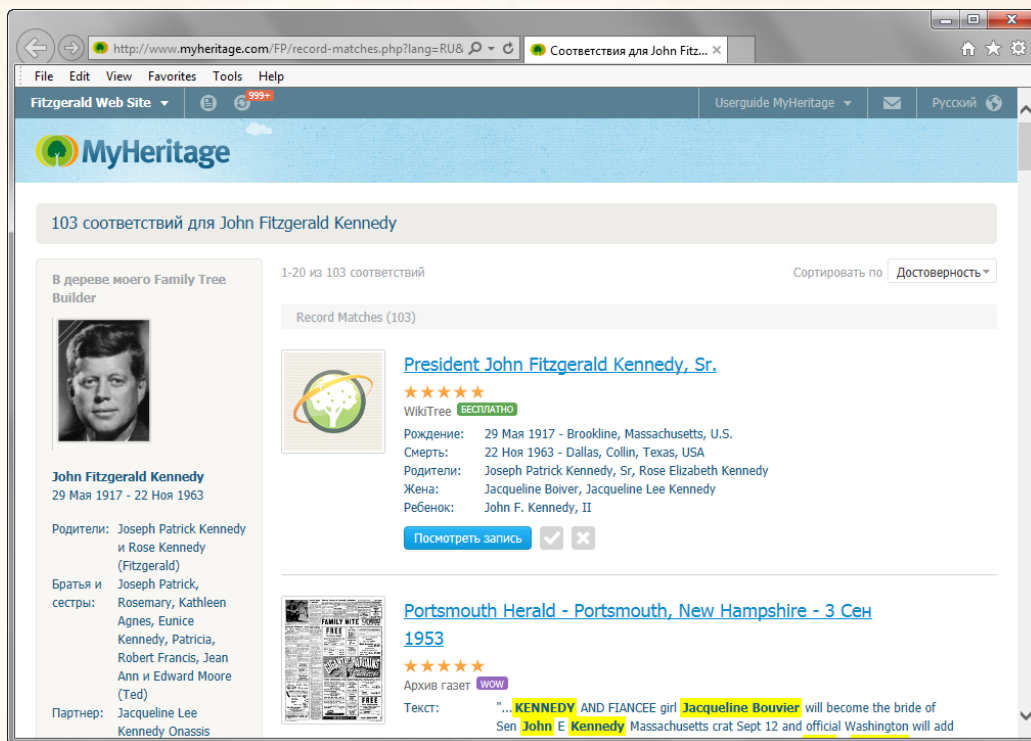 http://www.myheritage.com/FP/record-matches.php?lang=RU&
Соответствия для John Fitz...
File Edit View Favorites Tools Help
Fitzgerald Web Site
999+
Userguide MyHeritage
Русский
MyHeritage
103 соответствий для John Fitzgerald Kennedy
В дереве моего Family Tree
Builder
John Fitzgerald Kennedy
29 Мая 1917 - 22 Ноя 1963
Родители: Joseph Patrick Kennedy
и Rose Kennedy
(Fitzgerald)
Братья и Joseph Patrick,
сестры: Rosemary, Kathleen
Agnes, Eunice
Kennedy, Patricia,
Robert Francis, Jean
Ann и Edward Moore
(Ted)
Партнер: Jacqueline Lee
Kennedy Onassis
1-20 из 103 соответствий
Сортировать по Достоверность
Record Matches (103)
President John Fitzgerald Kennedy, Sr.
WikiTree БЕСПЛАТНО
Рождение: 29 Мая 1917 - Brookline, Massachusetts, U.S.
Смерть: 22 Ноя 1963 - Dallas, Collin, Texas, USA
Родители: Joseph Patrick Kennedy, Sr, Rose Elizabeth Kennedy
Жена: Jacqueline Boiver, Jacqueline Lee Kennedy
Ребенок: John F. Kennedy, II
Посмотреть запись
FAMILY NITE
FREE
FREE
Portsmouth Herald - Portsmouth, New Hampshire - 3 Сен
1953
Архив газет WOW
Текст: "... KENNEDY AND FIANCEE girl Jacqueline Bouvier will become the bride of
Sen John E Kennedy Massachusetts crat Sept 12 and official Washington will add